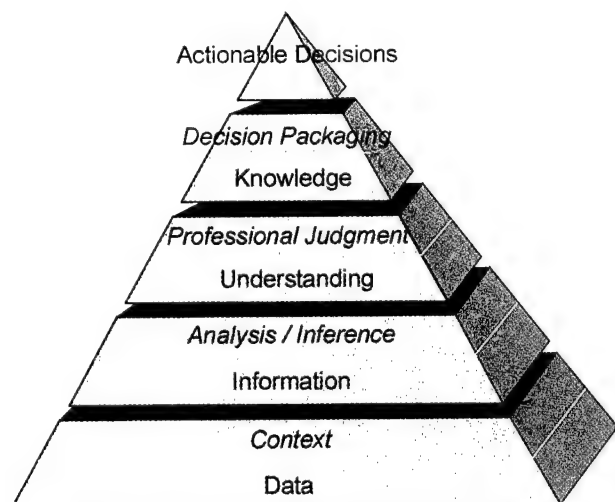 Actionable Decisions
Decision Packaging
Knowledge
Professional Judgment
Understanding
Analysis / Inference
Information
Context
Data